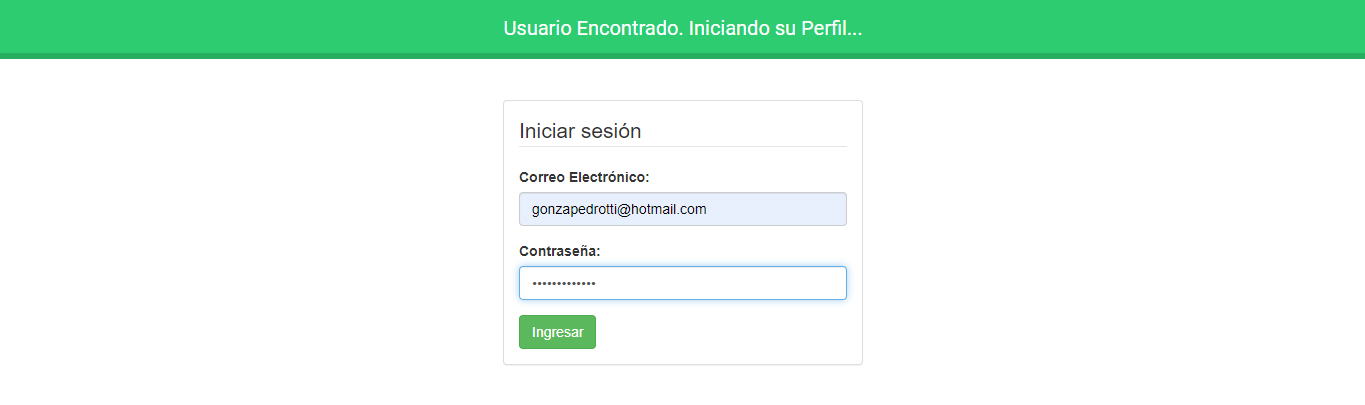 Usuario Encontrado. Iniciando su Perfil...
Iniciar sesión
Correo Electrónico:
gonzapedrotti@hotmail.com
Contraseña:
•••••••••••••
Ingresar